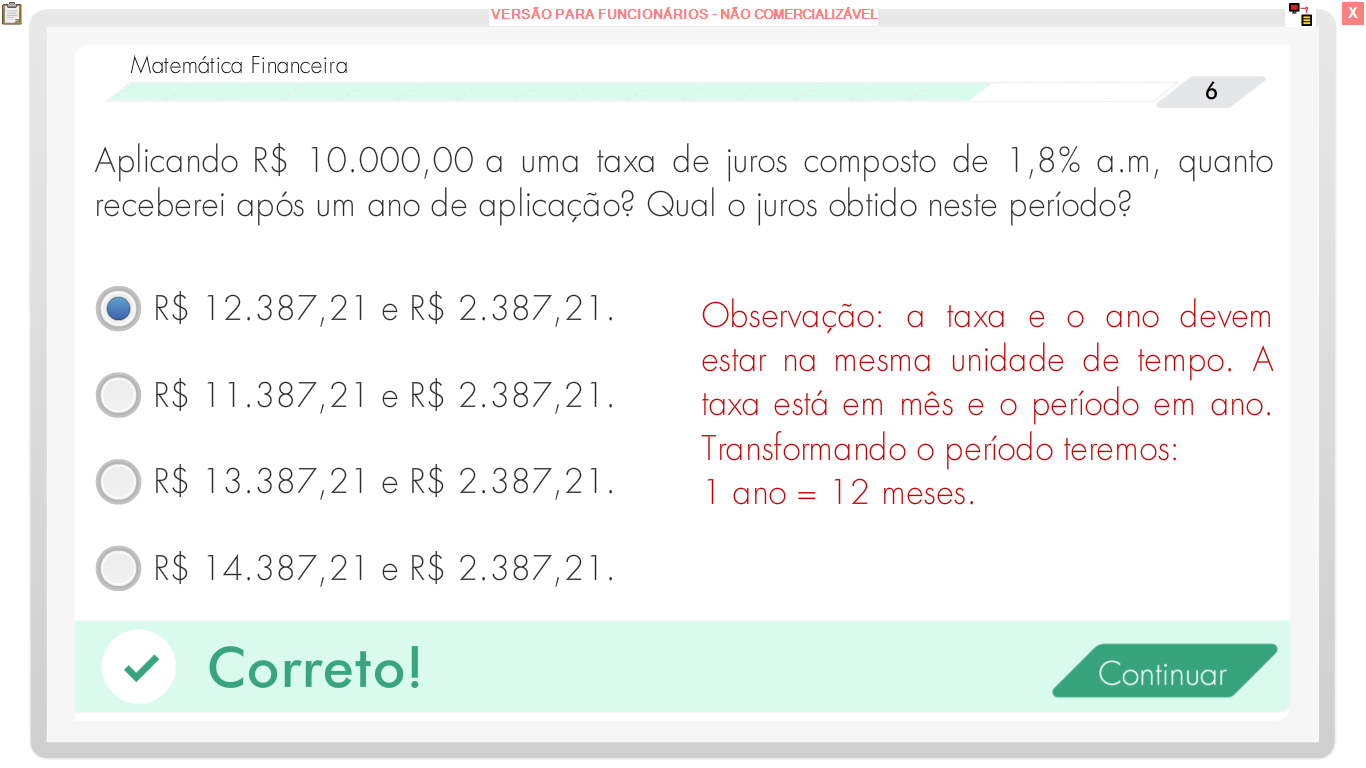 VERSÃO PARA FUNCIONÁRIOS - NÃO COMERCIALIZÁVEL
X
Matemática Financeira
6
Aplicando R$ 10.000,00 a uma taxa de juros composto de 1,8% a.m, quanto
receberei após um ano de aplicação? Qual o juros obtido neste período?
R$ 12.387,21 e R$ 2.387,21.
R$ 11.387,21 e R$ 2.387,21.
R$ 13.387,21 e R$ 2.387,21.
R$ 14.387,21 e R$ 2.387,21.
Observação: a taxa e o ano devem
estar na mesma unidade de tempo. A
taxa está em mês e o período em ano.
Transformando o período teremos:
1 ano = 12 meses.
Correto!
Continuar